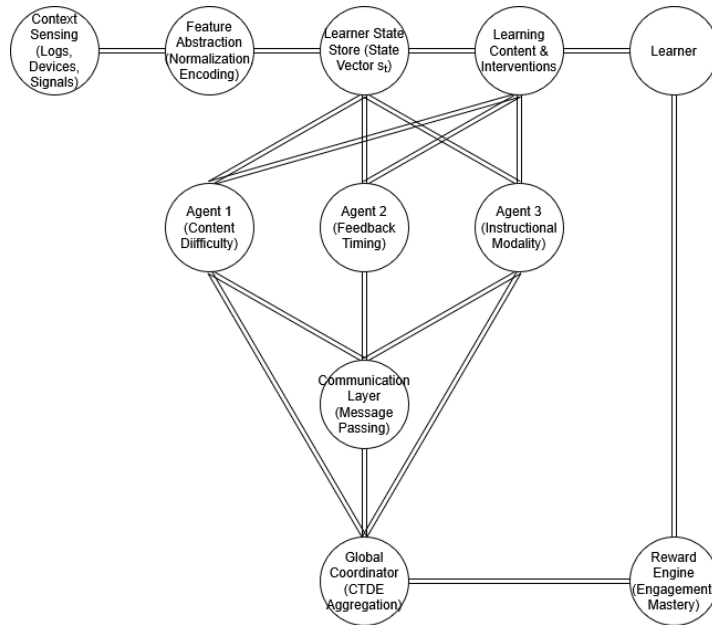 Context
Sensing
(Logs,
Devices,
Signals)
Feature
Abstraction
(Normalization
Encoding)
Learner State
Store (State
Vector sₜ)
Learning
Content &
Interventions
Learner
Agent 1
(Content
Diifficulty)
Agent 2
(Feedback
Timing)
Agent 3
(Instructional
Modality)
Communication
Layer
(Message
Passing)
Global
Coordinator
(CTDE
Aggregation)
Reward
Engine
(Engagement
Mastery)